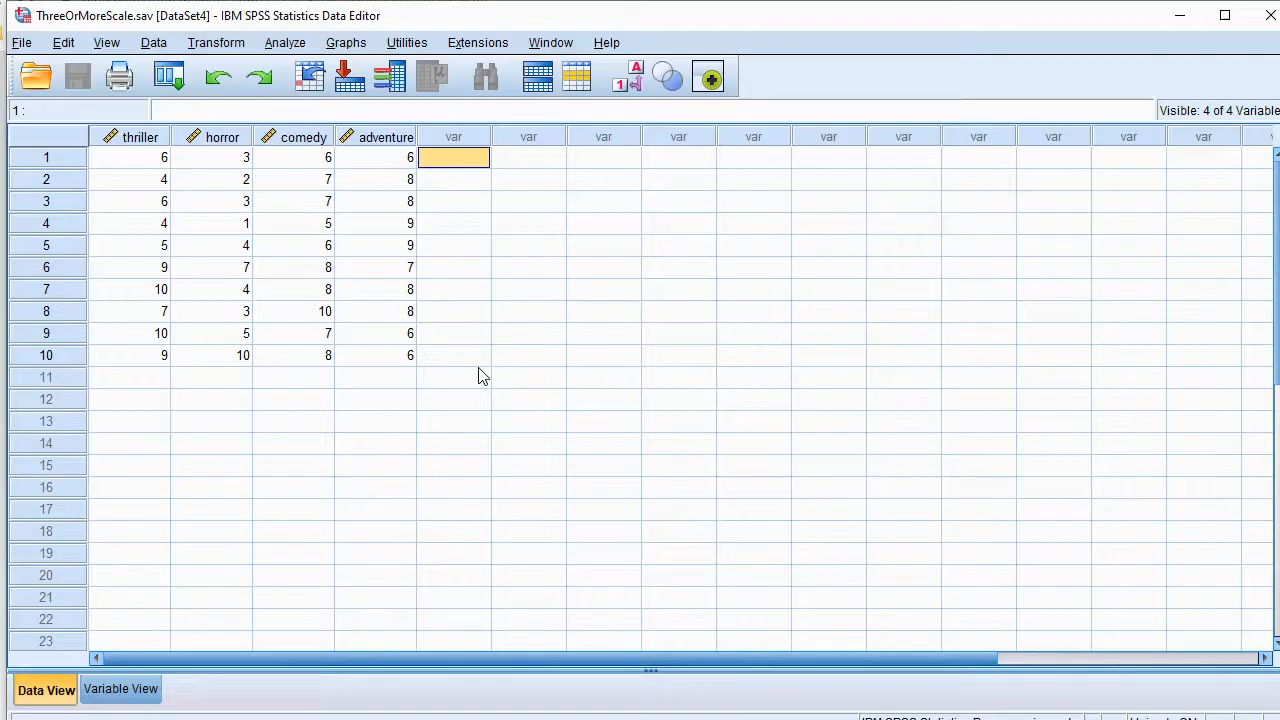 ThreeOrMoreScale.sav [DataSet4] - IBM SPSS Statistics Data Editor
File Edit View Data Transform Analyze Graphs Utilities Extensions Window Help
1 :
Visible: 4 of 4 Variable
thriller horror comedy adventure var var var var var var var var var var var
1 6 3 6 6
2 4 2 7 8
3 6 3 7 8
4 4 1 5 9
5 5 4 6 9
6 9 7 8 7
7 10 4 8 8
8 7 3 10 8
9 10 5 7 6
10 9 10 8 6
11
12
13
14
15
16
17
18
19
20
21
22
23
Data View Variable View